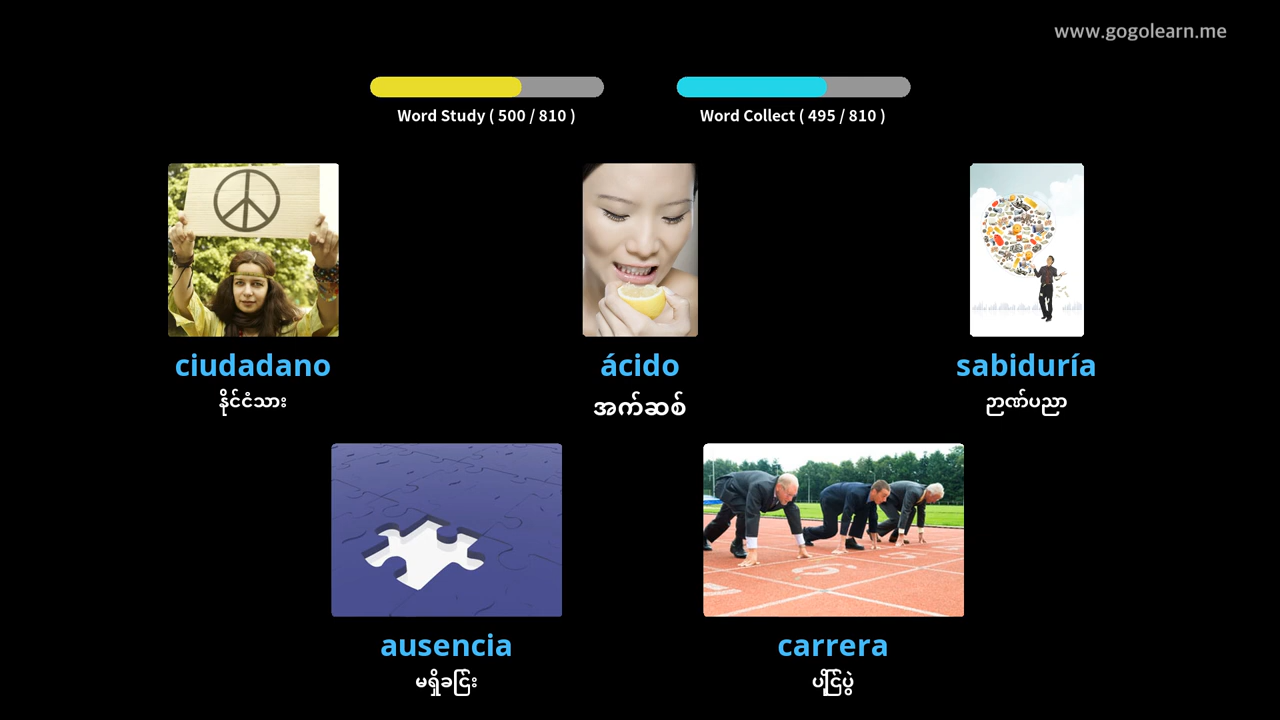 www.gogolearn.me
Word Study ( 500 / 810 )
Word Collect ( 495 / 810 )
ciudadano
နိုင်ငံသား
ácido
အက်ဆစ်
sabiduría
ဉာဏ်ပညာ
ausencia
မရှိခြင်း
carrera
ပြိုင်ပွဲ